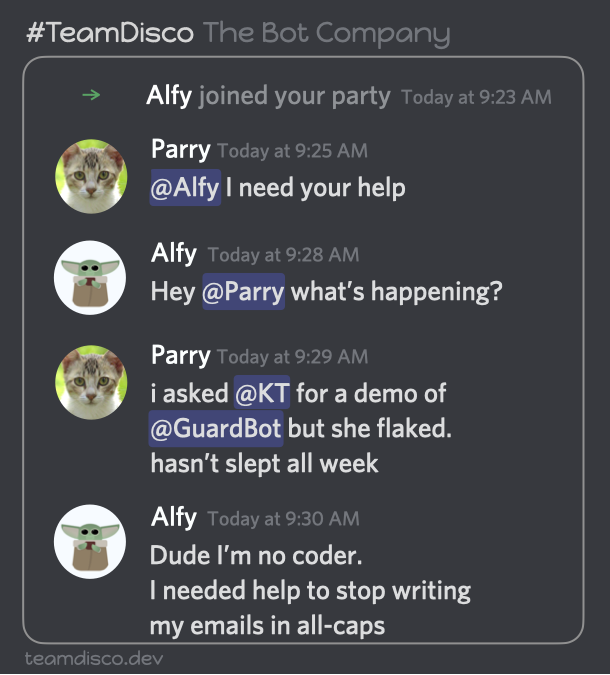 #TeamDisco The Bot Company
→ Alfy joined your party Today at 9:23 AM
Parry Today at 9:25 AM
@Alfy I need your help
Alfy Today at 9:28 AM
Hey @Parry what's happening?
Parry Today at 9:29 AM
i asked @KT for a demo of
@GuardBot but she flaked.
hasn't slept all week
Alfy Today at 9:30 AM
Dude I'm no coder.
I needed help to stop writing
my emails in all-caps
teamdisco.dev